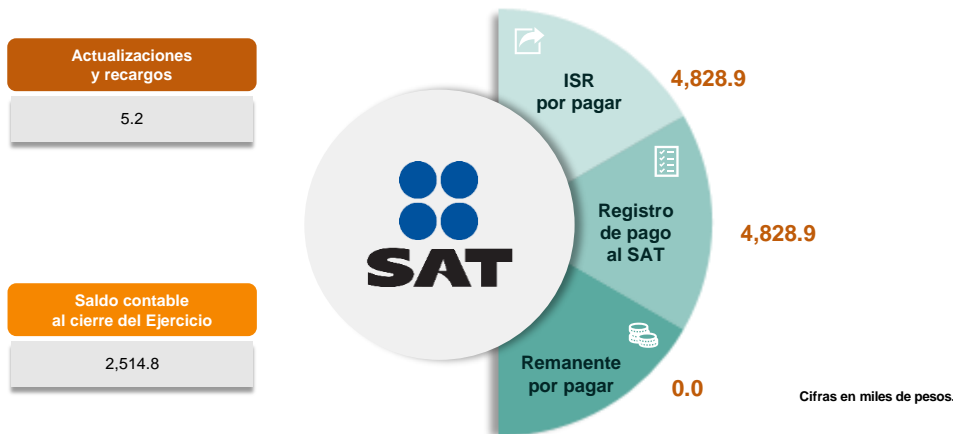 Actualizaciones
y recargos
5.2
Saldo contable
al cierre del Ejercicio
2,514.8
SAT
ISR
por pagar
4,828.9
Registro
de pago
al SAT
4,828.9
Remanente
por pagar
0.0
Cifras en miles de pesos.